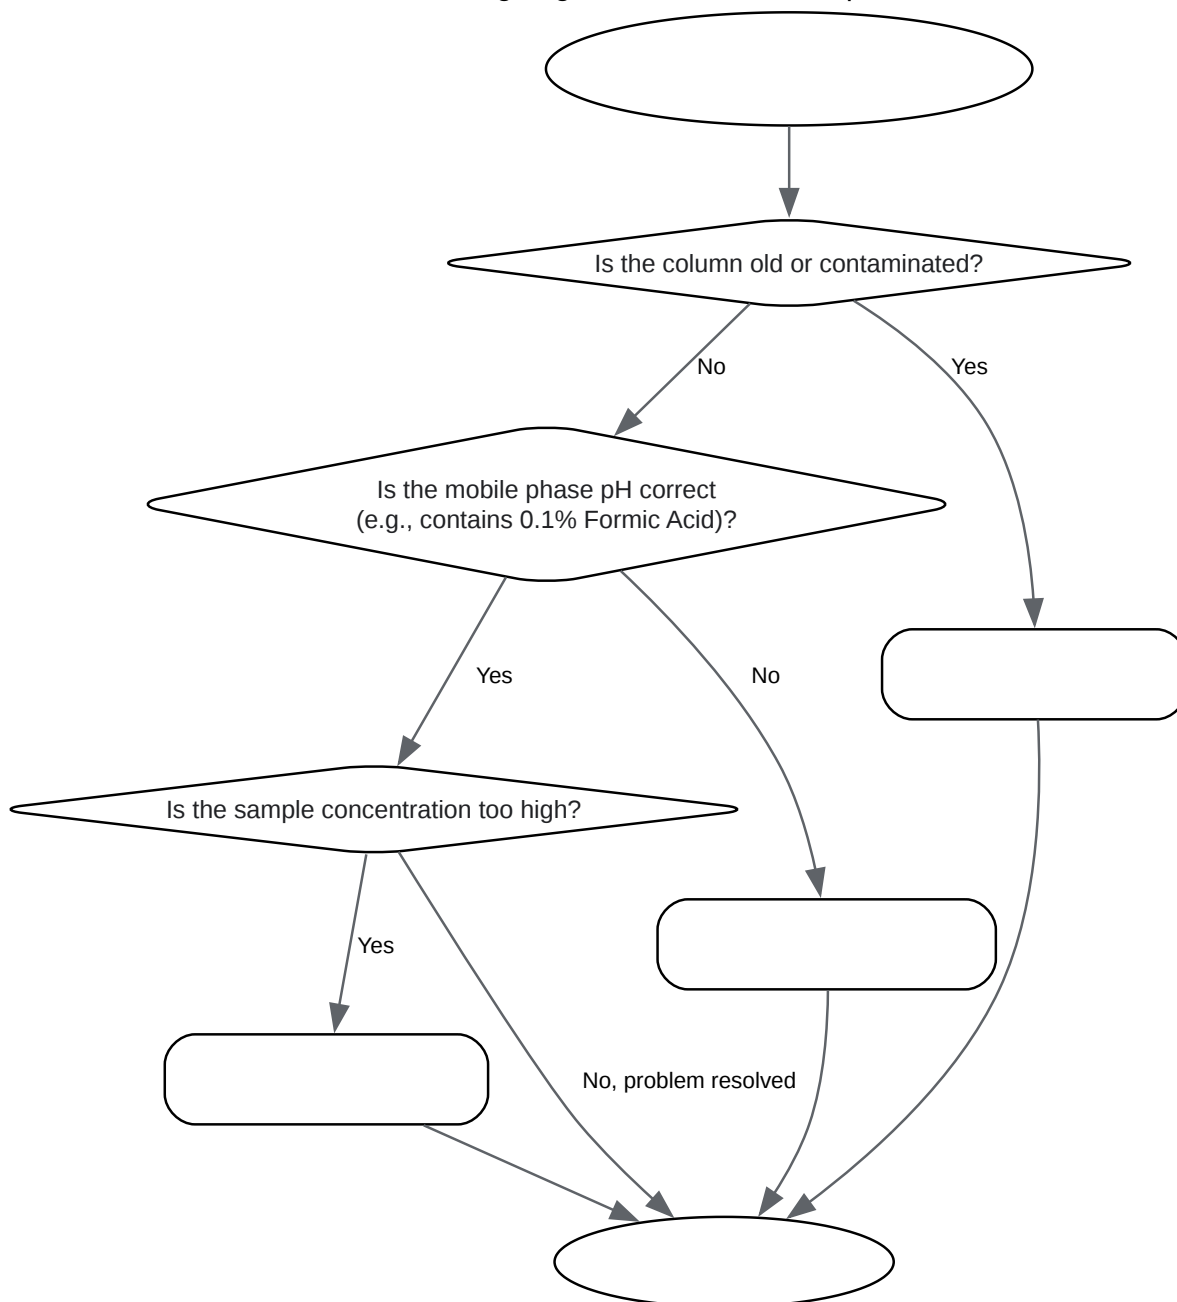 Is the column old or contaminated?
No
Yes
Is the mobile phase pH correct
(e.g., contains 0.1% Formic Acid)?
Yes
No
Is the sample concentration too high?
Yes
No, problem resolved